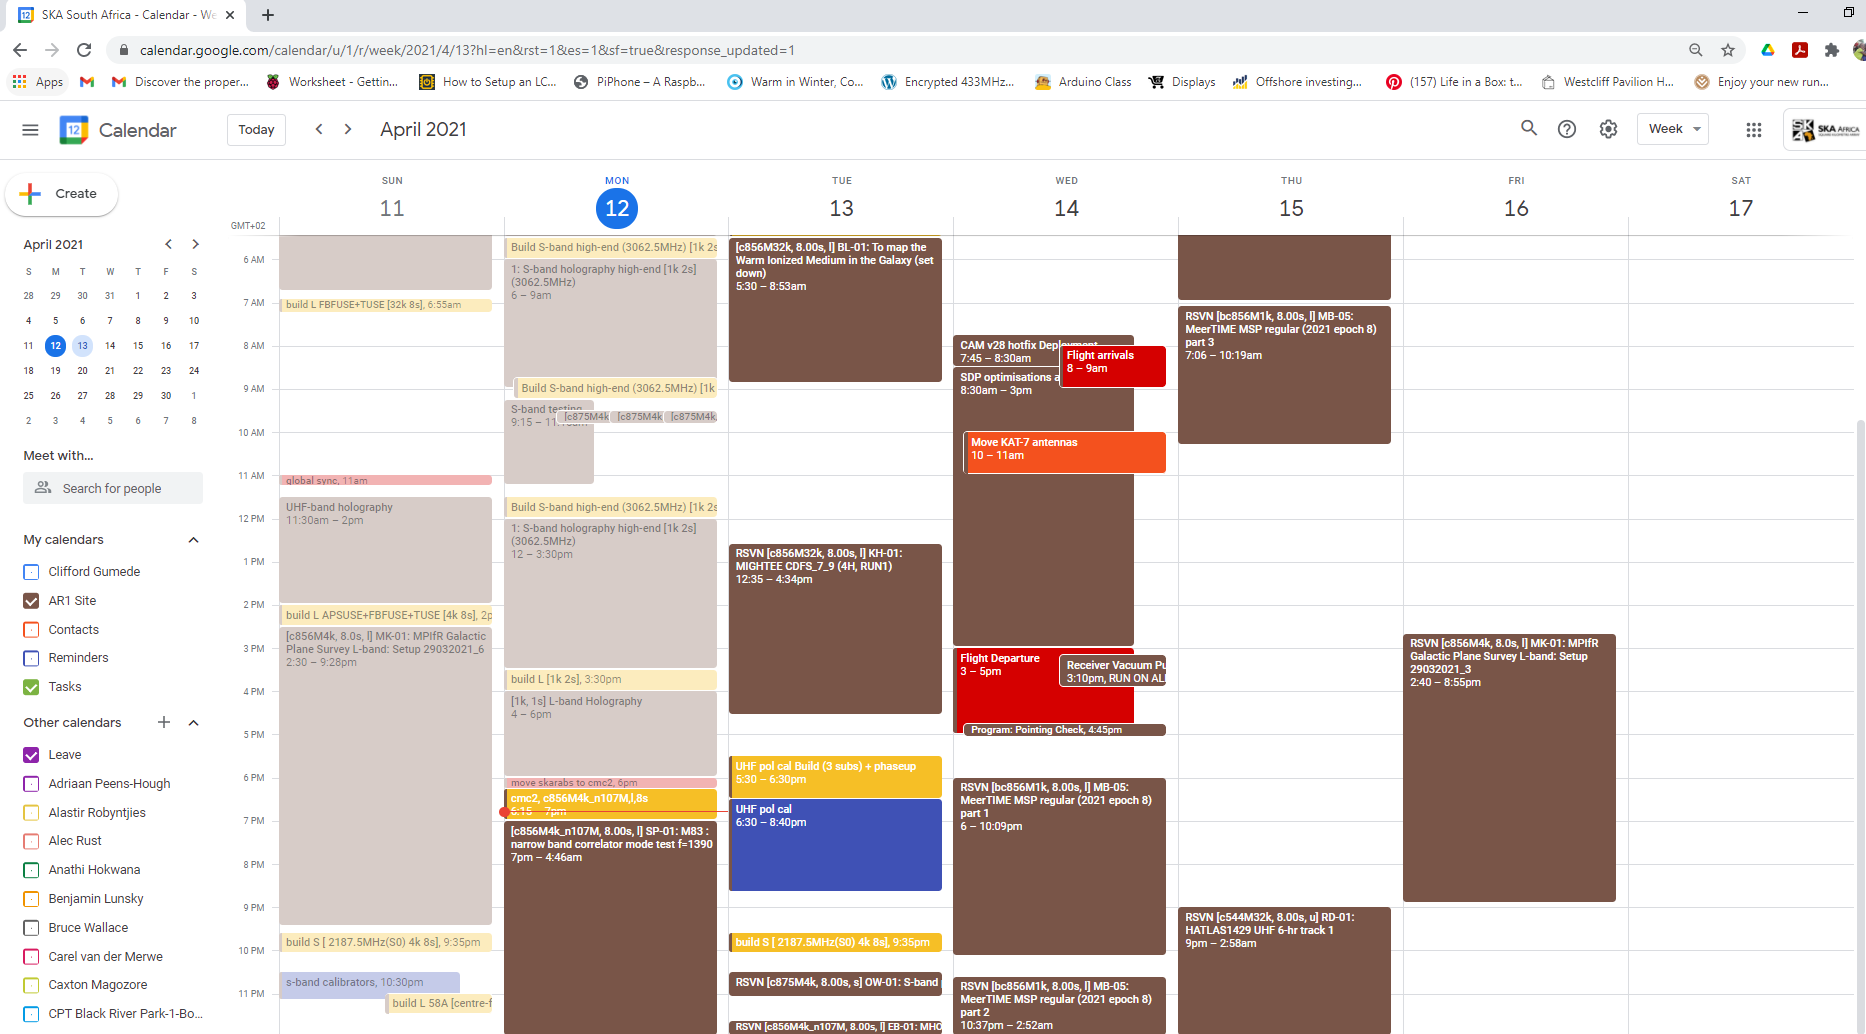 SKA South Africa - Calendar - We
calendar.google.com/calendar/u/1/r/week/2021/4/13?hl=en&rst=1&es=1&sf=true&response_updated=1
Apps
Discover the proper...
Worksheet - Gettin...
How to Setup an LC...
PiPhone – A Raspb...
Warm in Winter, Co...
Encrypted 433MHz...
Arduino Class
Displays
Offshore investing...
(157) Life in a Box: t...
Westcliff Pavilion H...
Enjoy your new run...
12
Calendar
Today
April 2021
Week
SKA AFRICA
Create
April 2021
S M T W T F S
28 29 30 31 1 2 3
4 5 6 7 8 9 10
11 12 13 14 15 16 17
18 19 20 21 22 23 24
25 26 27 28 29 30 1
2 3 4 5 6 7 8
Meet with...
Search for people
My calendars
Clifford Gumede
AR1 Site
Contacts
Reminders
Tasks
Other calendars
Leave
Adriaan Peens-Hough
Alastir Robyntjies
Alec Rust
Anathi Hokwana
Benjamin Lunsky
Bruce Wallace
Carel van der Merwe
Caxton Magozore
CPT Black River Park-1-Bo...
GMT+02
6 AM
7 AM
8 AM
9 AM
10 AM
11 AM
12 PM
1 PM
2 PM
3 PM
4 PM
5 PM
6 PM
7 PM
8 PM
9 PM
10 PM
11 PM
SUN
11
build L FBFUSE+TUSE [32k 8s], 6:55am
global sync, 11am
UHF-band holography
11:30am – 2pm
build L APSUSE+FBFUSE+TUSE [4k 8s], 2p
[c856M4k, 8.0s, l] MK-01: MPIfR Galactic
Plane Survey L-band: Setup 29032021_6
2:30 – 9:28pm
build S [ 2187.5MHz(S0) 4k 8s], 9:35pm
s-band calibrators, 10:30pm
build L 58A [centre-f
MON
12
Build S-band high-end (3062.5MHz) [1k 2s
1: S-band holography high-end [1k 2s]
(3062.5MHz)
6 – 9am
Build S-band high-end (3062.5MHz) [1k
S-band testing
9:15 –
[c875M4k
[c875M4k
[c875M4k
Build S-band high-end (3062.5MHz) [1k 2s
1: S-band holography high-end [1k 2s]
(3062.5MHz)
12 – 3:30pm
build L [1k 2s], 3:30pm
[1k, 1s] L-band Holography
4 – 6pm
move skarabs to cmc2, 6pm
cmc2, c856M4k_n107M,l,8s
6:15 – 7pm
[c856M4k_n107M, 8.00s, l] SP-01: M83 :
narrow band correlator mode test f=1390
7pm – 4:46am
TUE
13
[c856M32k, 8.00s, l] BL-01: To map the
Warm Ionized Medium in the Galaxy (set
down)
5:30 – 8:53am
RSVN [c856M32k, 8.00s, l] KH-01:
MIGHTEE CDFS_7_9 (4H, RUN1)
12:35 – 4:34pm
UHF pol cal Build (3 subs) + phaseup
5:30 – 6:30pm
UHF pol cal
6:30 – 8:40pm
build S [ 2187.5MHz(S0) 4k 8s], 9:35pm
RSVN [c875M4k, 8.00s, s] OW-01: S-band
RSVN [c856M4k_n107M, 8.00s, l] EB-01: MHO
WED
14
CAM v28 hotfix Deployment
7:45 – 8:30am
Flight arrivals
8 – 9am
SDP optimisations a
8:30am – 3pm
Move KAT-7 antennas
10 – 11am
Flight Departure
3 – 5pm
Receiver Vacuum Pu
3:10pm, RUN ON ALL
Program: Pointing Check, 4:45pm
RSVN [bc856M1k, 8.00s, l] MB-05:
MeerTIME MSP regular (2021 epoch 8)
part 1
6 – 10:09pm
RSVN [bc856M1k, 8.00s, l] MB-05:
MeerTIME MSP regular (2021 epoch 8)
part 2
10:37pm – 2:52am
THU
15
RSVN [bc856M1k, 8.00s, l] MB-05:
MeerTIME MSP regular (2021 epoch 8)
part 3
7:06 – 10:19am
RSVN [c544M32k, 8.00s, u] RD-01:
HATLAS1429 UHF 6-hr track 1
9pm – 2:58am
FRI
16
RSVN [c856M4k, 8.0s, l] MK-01: MPIfR
Galactic Plane Survey L-band: Setup
29032021_3
2:40 – 8:55pm
SAT
17